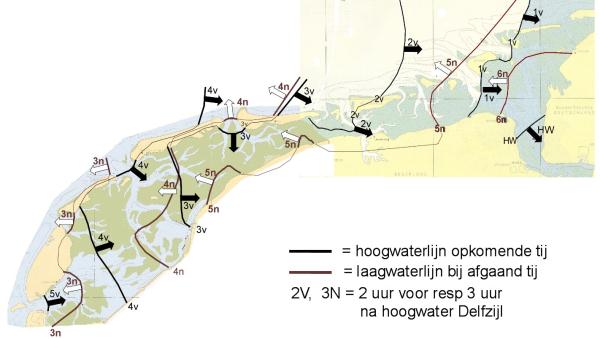 1v
1v
2v
5n
6n
1v
2v
4v
4n
3v
4n
3v
2v
2v
5n
6n
HW
HW
3v
5n
3n
4v
4n
5n
3n
3v
5n
3v
4v
4n
5v
3n
4v
3n
= hoogwaterlijn opkomende tij
= laagwaterlijn bij afgaand tij
2V, 3N = 2 uur voor resp 3 uur
na hoogwater Delfzijl